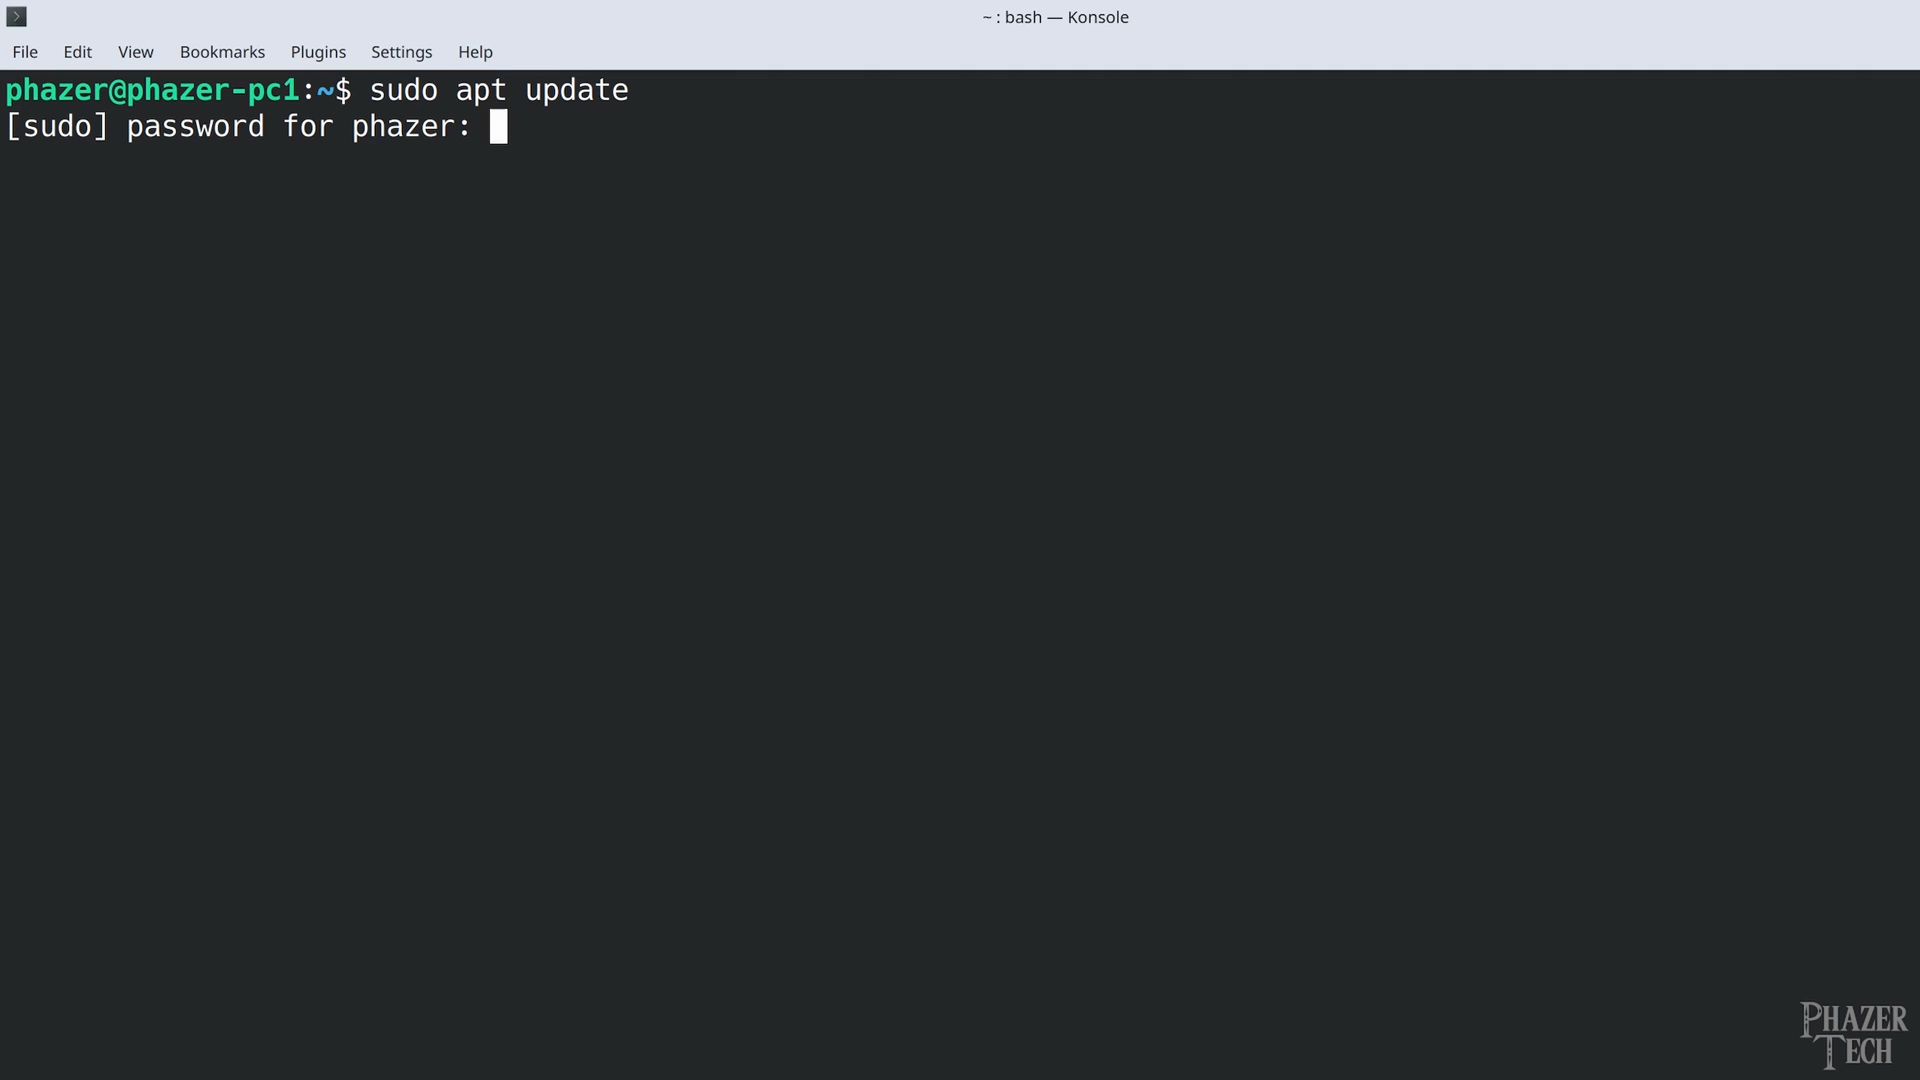 ~ : bash — Konsole
File Edit View Bookmarks Plugins Settings Help
phazer@phazer-pc1:~$ sudo apt update
[sudo] password for phazer:
PHAZER
TECH